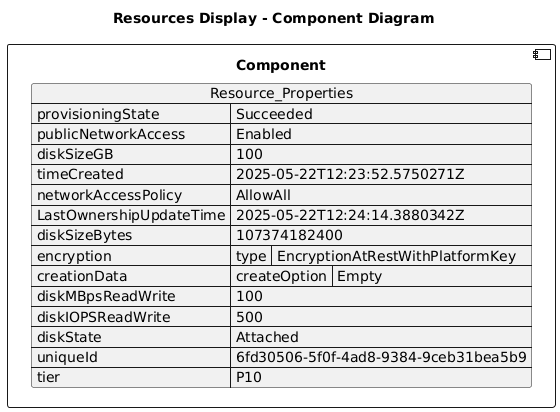 Resources Display - Component Diagram
Component
Resource_Properties
provisioningState Succeeded
publicNetworkAccess Enabled
diskSizeGB 100
timeCreated 2025-05-22T12:23:52.5750271Z
networkAccessPolicy AllowAll
LastOwnershipUpdateTime 2025-05-22T12:24:14.3880342Z
diskSizeBytes 107374182400
encryption type EncryptionAtRestWithPlatformKey
creationData createOption Empty
diskMBpsReadWrite 100
diskIOPSReadWrite 500
diskState Attached
uniqueId 6fd30506-5f0f-4ad8-9384-9ceb31bea5b9
tier P10